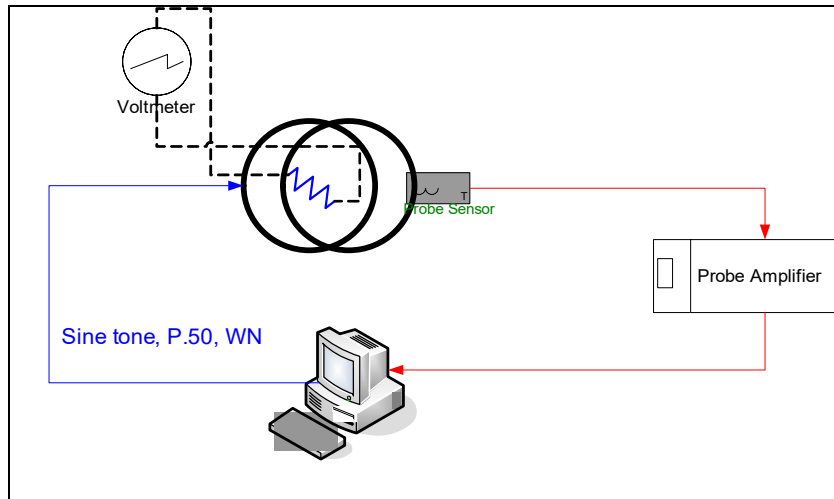 Voltmeter
T
Probe Sensor
Probe Amplifier
Sine tone, P.50, WN